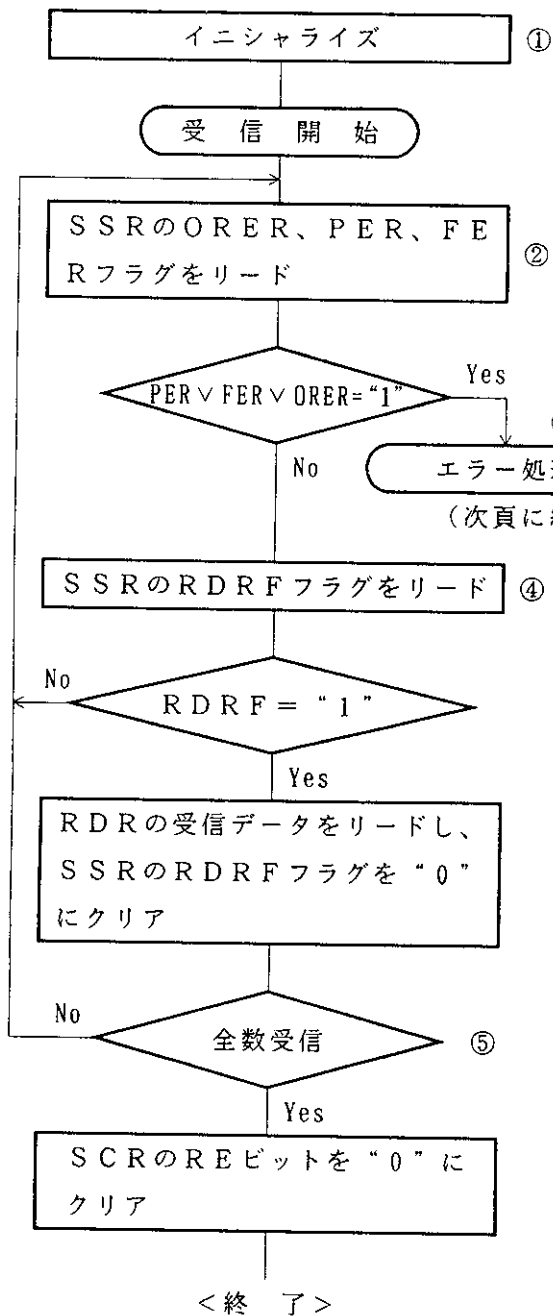 イニシャライズ ①
受信開始
SSRのORER、PER、FE
Rフラグをリード ②
PER∨FER∨ORER=“1”
Yes
No
エラー処
(次頁に
SSRのRDRFフラグをリード ④
No
RDRF=“1”
Yes
RDRの受信データをリードし、
SSRのRDRFフラグを“0”
にクリア
No
全数受信 ⑤
Yes
SCRのREビットを“0”に
クリア
<終 了>